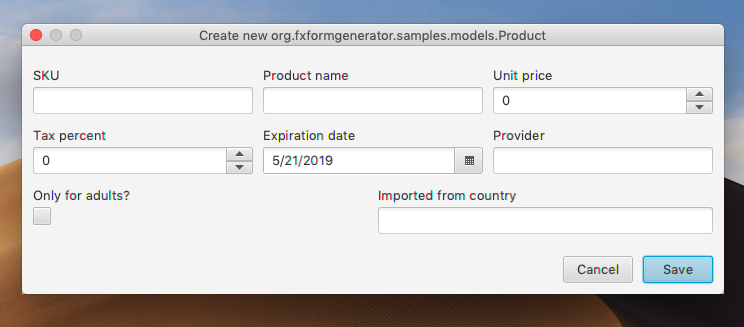 Create new org.fxformgenerator.samples.models.Product
SKU Product name Unit price
0
Tax percent Expiration date Provider
0 5/21/2019
Only for adults? Imported from country
Cancel Save